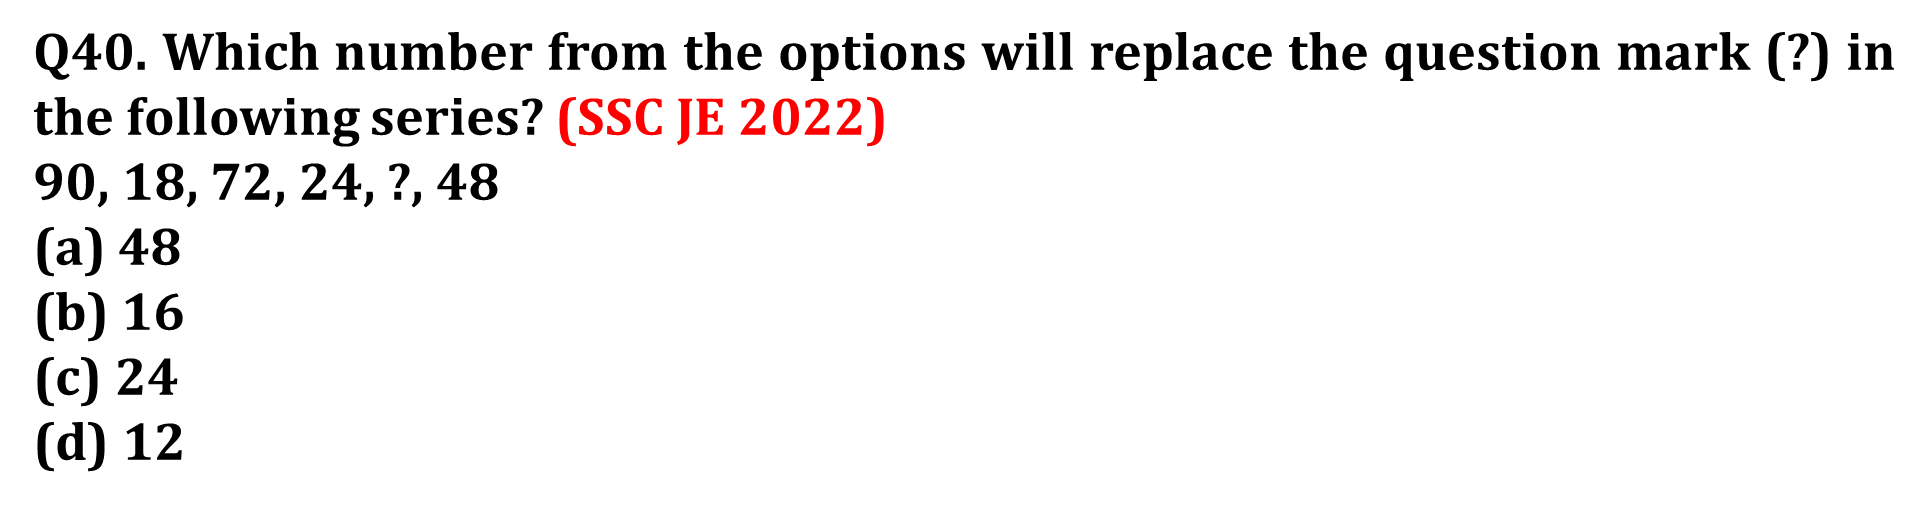 Q40. Which number from the options will replace the question mark (?) in
the following series? (SSC JE 2022)
90, 18, 72, 24, ?, 48
(a) 48
(b) 16
(c) 24
(d) 12